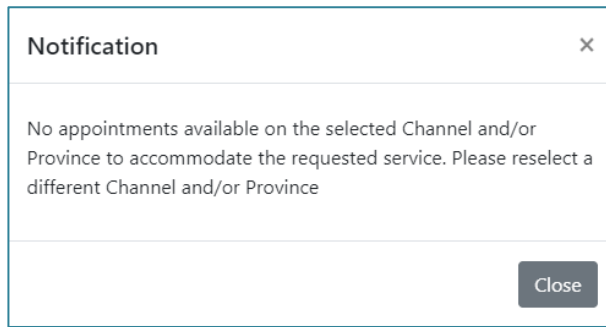 Notification ×
No appointments available on the selected Channel and/or
Province to accommodate the requested service. Please reselect a
different Channel and/or Province
Close